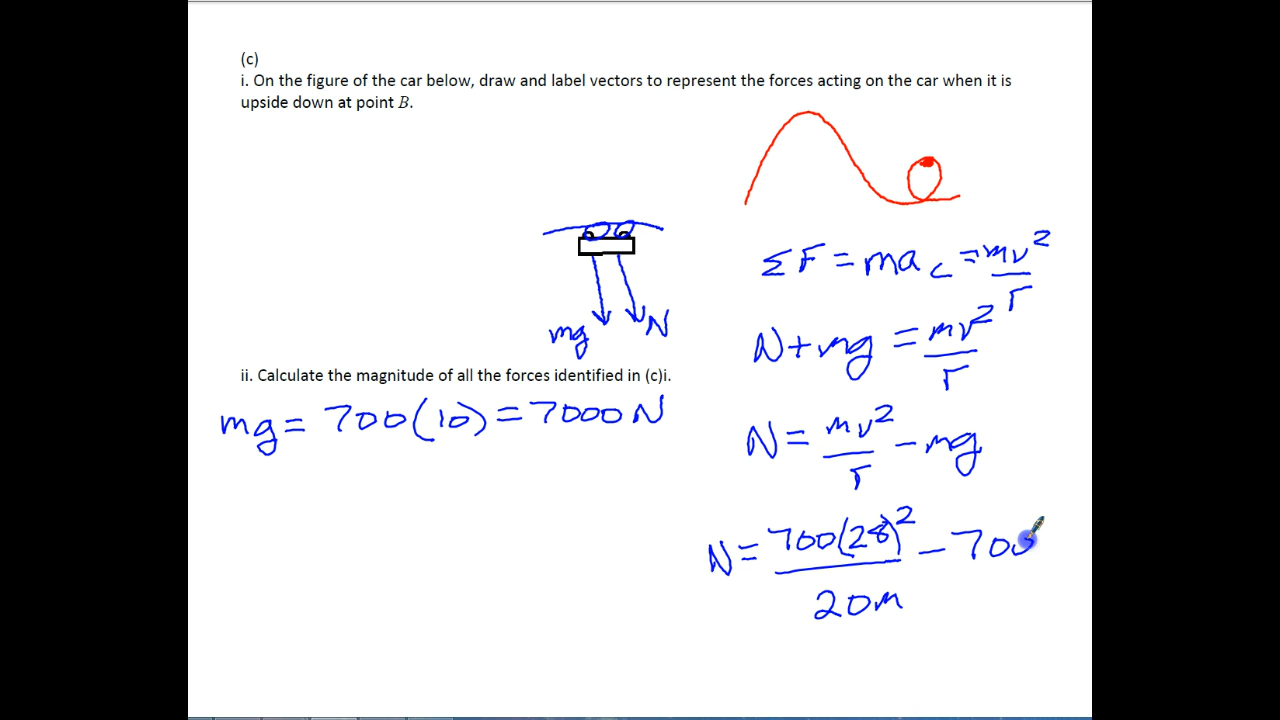 (c)
i. On the figure of the car below, draw and label vectors to represent the forces acting on the car when it is
upside down at point B.
mg
N
ΣF = ma_c = mv²/r
N + mg = mv²/r
N = mv²/r - mg
N = 700(28)²/20m - 700
ii. Calculate the magnitude of all the forces identified in (c)i.
mg = 700(10) = 7000 N